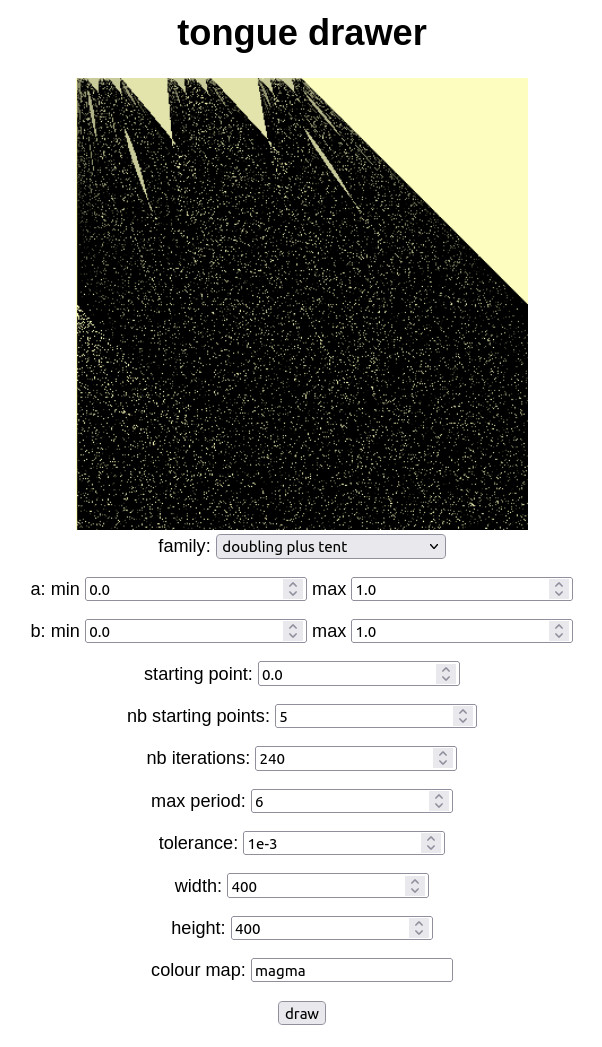 tongue drawer
family: doubling plus tent
a: min 0.0 max 1.0
b: min 0.0 max 1.0
starting point: 0.0
nb starting points: 5
nb iterations: 240
max period: 6
tolerance: 1e-3
width: 400
height: 400
colour map: magma
draw